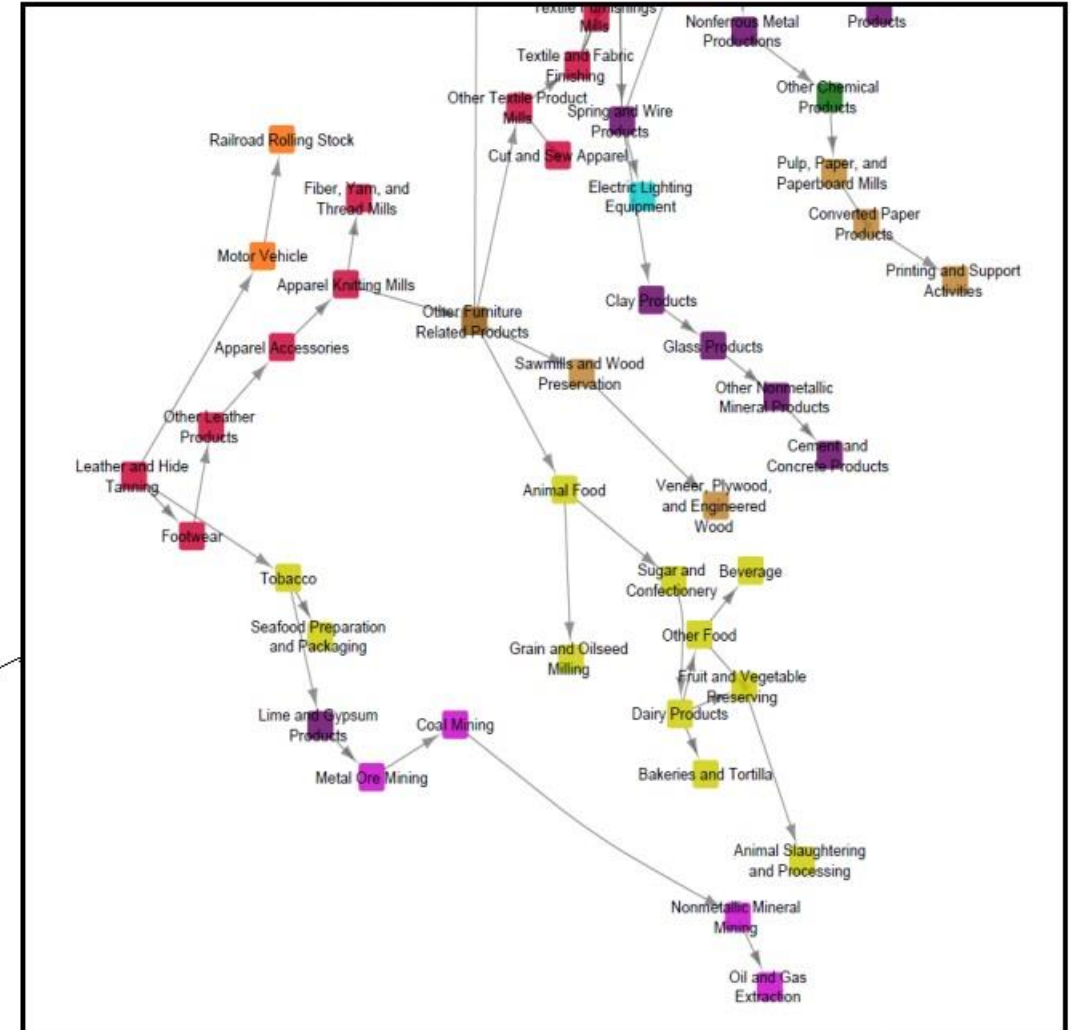 Textile Furnishings
Mills
Nonferrous Metal
Productions
Products
Textile and Fabric
Finishing
Other Chemical
Products
Other Textile Product
Mills
Spring and Wire
Products
Railroad Rolling Stock
Cut and Sew Apparel
Pulp, Paper, and
Paperboard Mills
Fiber, Yarn, and
Thread Mills
Electric Lighting
Equipment
Converted Paper
Products
Motor Vehicle
Apparel Knitting Mills
Printing and Support
Activities
Clay Products
Other Furniture
Related Products
Apparel Accessories
Glass Products
Sawmills and Wood
Preservation
Other Nonmetallic
Mineral Products
Other Leather
Products
Cement and
Concrete Products
Leather and Hide
Tanning
Animal Food
Veneer, Plywood,
and Engineered
Wood
Footwear
Tobacco
Sugar and
Confectionery
Beverage
Seafood Preparation
and Packaging
Other Food
Grain and Oilseed
Milling
Fruit and Vegetable
Preserving
Dairy Products
Lime and Gypsum
Products
Coal Mining
Metal Ore Mining
Bakeries and Tortilla
Animal Slaughtering
and Processing
Nonmetallic Mineral
Mining
Oil and Gas
Extraction